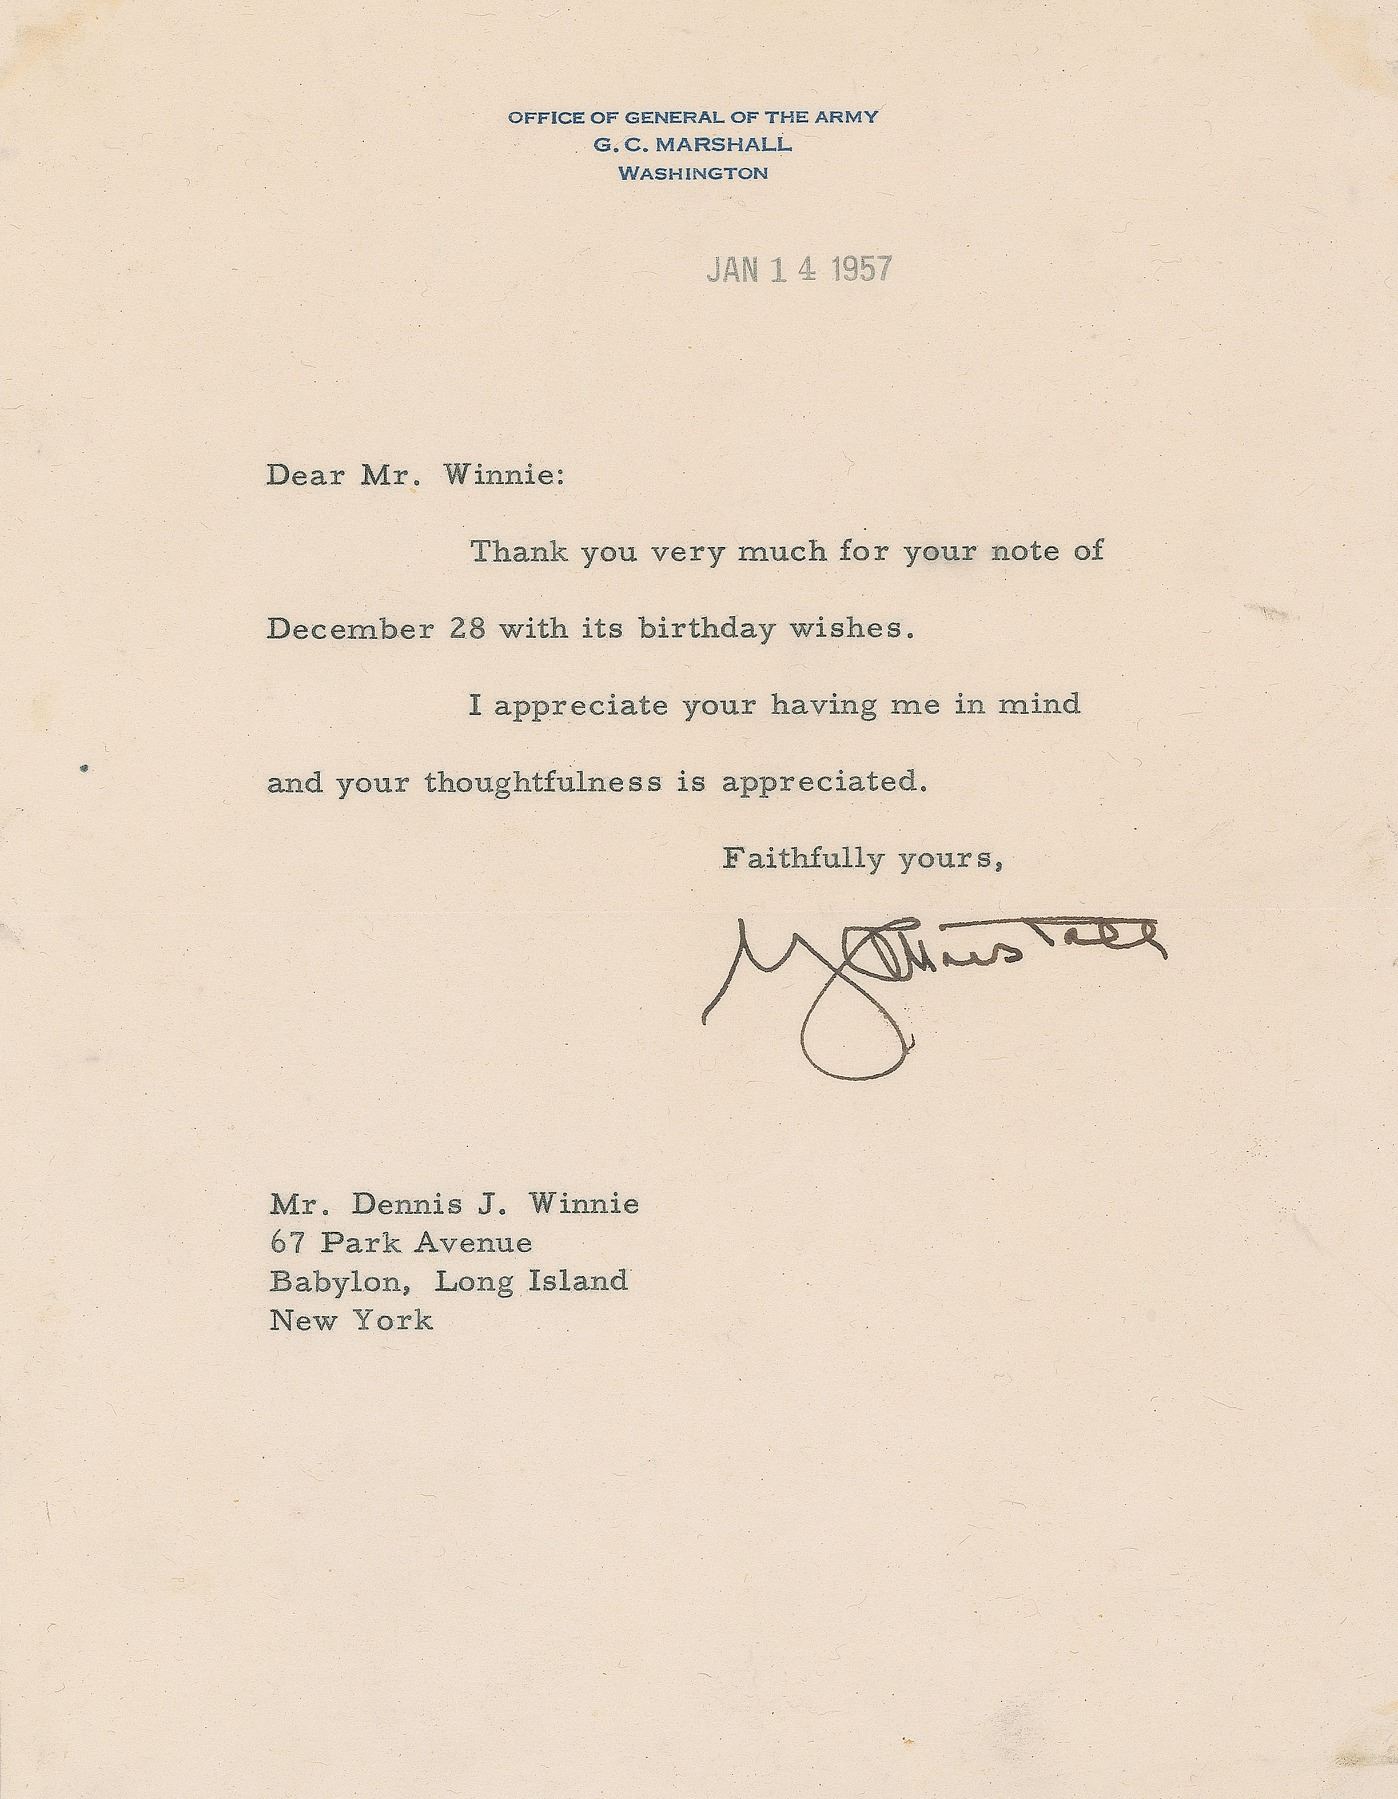 OFFICE OF GENERAL OF THE ARMY
G. C. MARSHALL
WASHINGTON
JAN 14 1957
Dear Mr. Winnie:
Thank you very much for your note of
December 28 with its birthday wishes.
I appreciate your having me in mind
and your thoughtfulness is appreciated.
Faithfully yours,
G. C. Marshall
Mr. Dennis J. Winnie
67 Park Avenue
Babylon, Long Island
New York